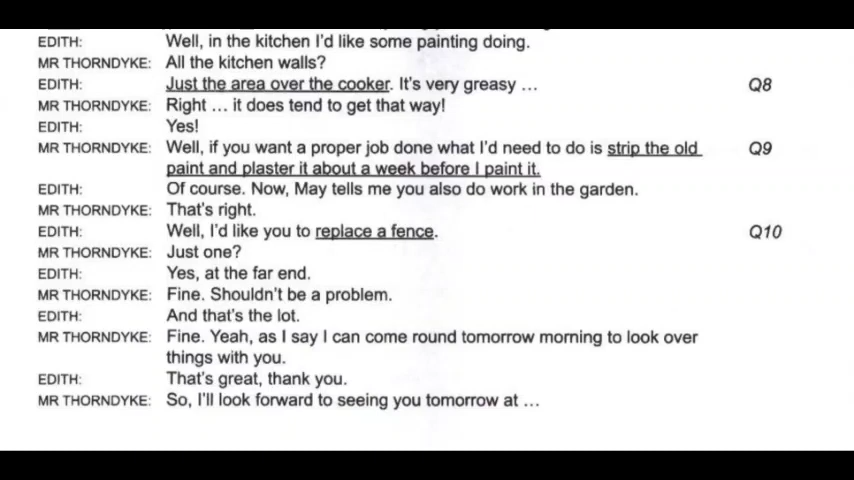 EDITH: Well, in the kitchen I'd like some painting doing.
MR THORNDYKE: All the kitchen walls?
EDITH: Just the area over the cooker. It's very greasy ... Q8
MR THORNDYKE: Right ... it does tend to get that way!
EDITH: Yes!
MR THORNDYKE: Well, if you want a proper job done what I'd need to do is strip the old Q9
paint and plaster it about a week before I paint it.
EDITH: Of course. Now, May tells me you also do work in the garden.
MR THORNDYKE: That's right.
EDITH: Well, I'd like you to replace a fence. Q10
MR THORNDYKE: Just one?
EDITH: Yes, at the far end.
MR THORNDYKE: Fine. Shouldn't be a problem.
EDITH: And that's the lot.
MR THORNDYKE: Fine. Yeah, as I say I can come round tomorrow morning to look over
things with you.
EDITH: That's great, thank you.
MR THORNDYKE: So, I'll look forward to seeing you tomorrow at ...